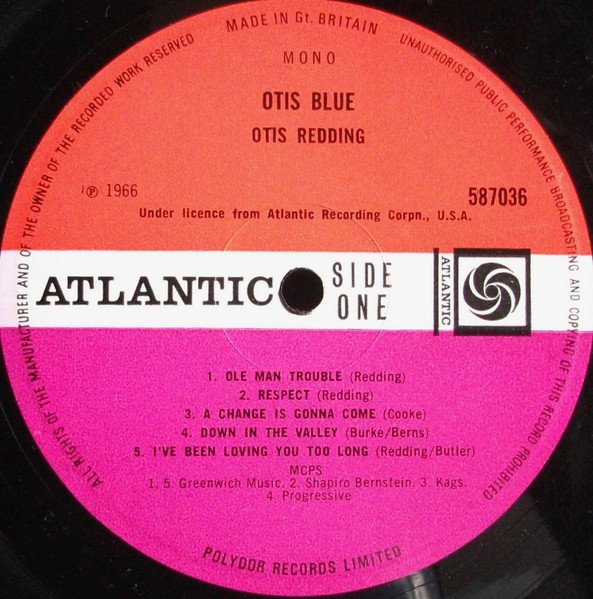 MADE IN Gt. BRITAIN
ALL RIGHTS OF THE MANUFACTURER AND OF THE OWNER OF THE RECORDED WORK RESERVED
UNAUTHORISED PUBLIC PERFORMANCE BROADCASTING AND COPYING OF THIS RECORD PROHIBITED
MONO
OTIS BLUE
OTIS REDDING
℗ 1966
587036
Under licence from Atlantic Recording Corpn., U.S.A.
ATLANTIC
SIDE
ONE
ATLANTIC
1. OLE MAN TROUBLE (Redding)
2. RESPECT (Redding)
3. A CHANGE IS GONNA COME (Cooke)
4. DOWN IN THE VALLEY (Burke/Berns)
5. I'VE BEEN LOVING YOU TOO LONG (Redding/Butler)
MCPS
1, 5. Greenwich Music. 2. Shapiro Bernstein. 3. Kags.
4. Progressive
POLYDOR RECORDS LIMITED